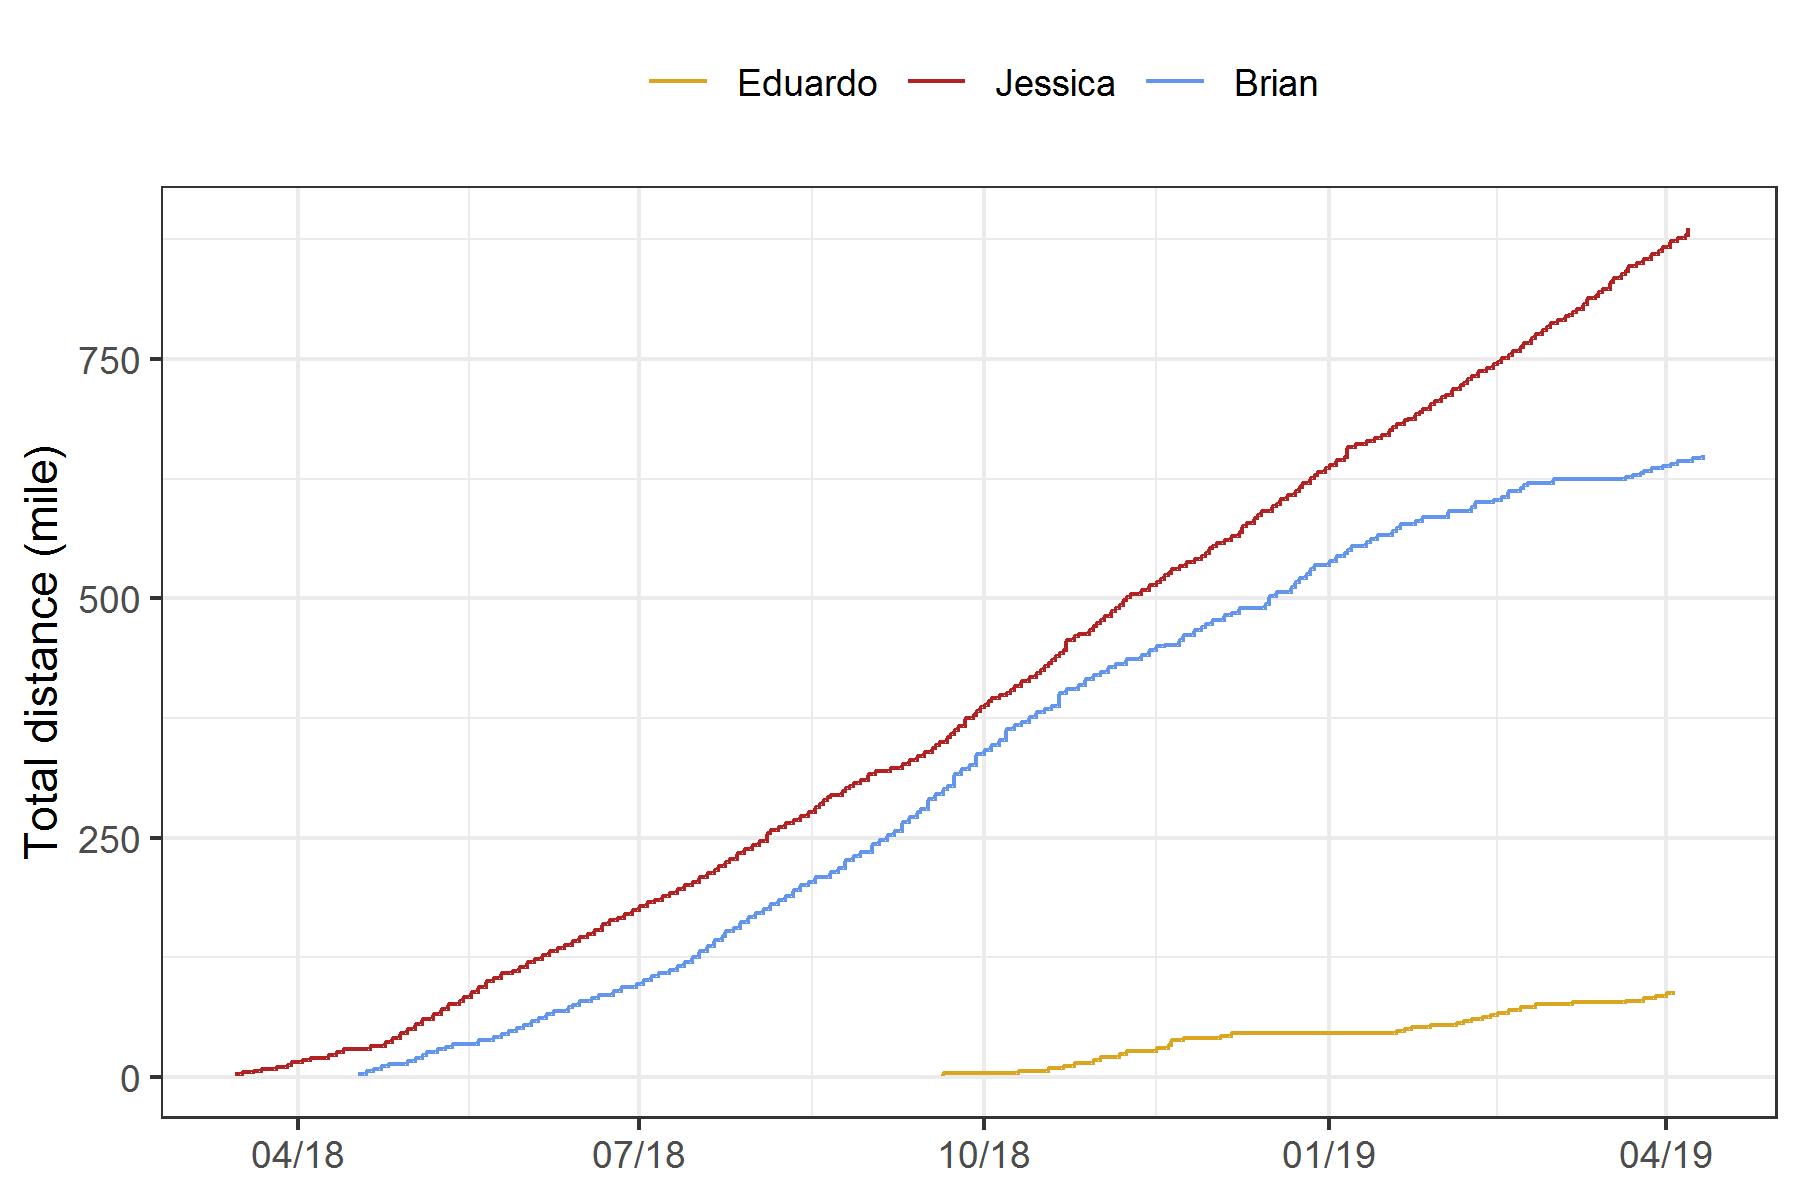 Eduardo Jessica Brian
Total distance (mile)
750
500
250
0
04/18 07/18 10/18 01/19 04/19